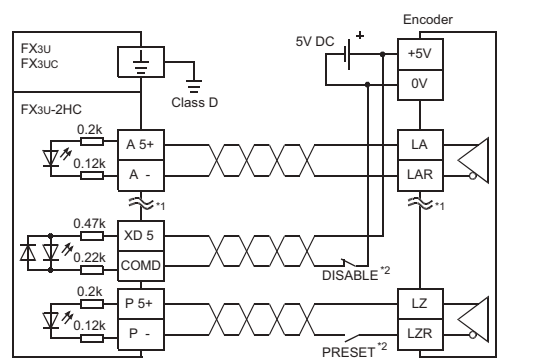 Encoder
5V DC
+
FX3U
FX3UC
+5V
0V
Class D
FX3U-2HC
0.2k
A 5+
LA
0.12k
A -
LAR
*1
*1
0.47k
XD 5
0.22k
COMD
DISABLE*2
0.2k
P 5+
LZ
0.12k
P -
LZR
PRESET*2